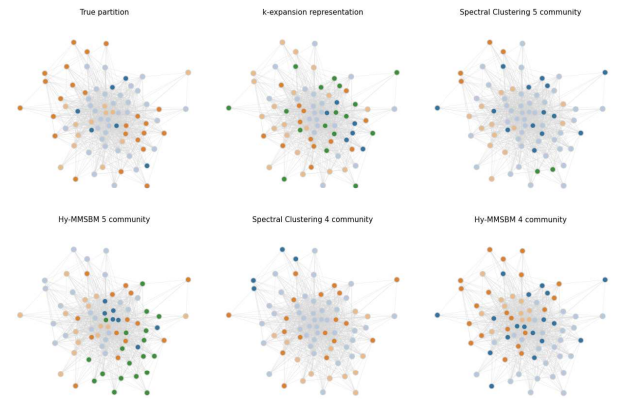 True partition
k-expansion representation
Spectral Clustering 5 community
Hy-MMSBM 5 community
Spectral Clustering 4 community
Hy-MMSBM 4 community